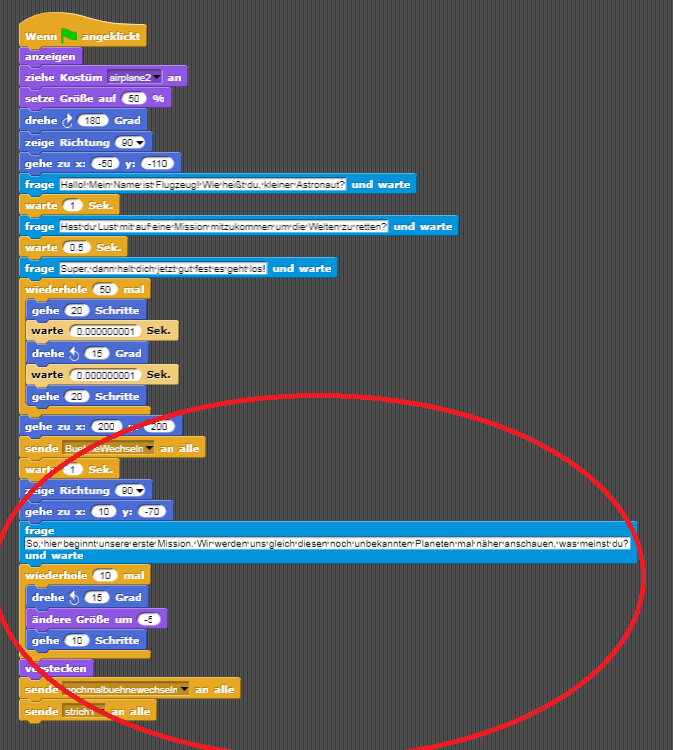 Wenn angeklickt
anzeigen
ziehe Kostüm airplane2 an
setze Größe auf 50 %
drehe 180 Grad
zeige Richtung 90
gehe zu x: -50 y: -110
frage Hallo! Mein Name ist Flugzeug! Wie heißt du, kleiner Astronaut? und warte
warte 1 Sek.
frage Hast du Lust mit auf eine Mission mitzukommen um die Welten zu retten? und warte
warte 0.5 Sek.
frage Super, dann halt dich jetzt gut fest es geht los! und warte
wiederhole 50 mal
gehe 20 Schritte
warte 0.000000001 Sek.
drehe 15 Grad
warte 0.000000001 Sek.
gehe 20 Schritte
gehe zu x: 200 y: 200
sende BuehneWechseln an alle
warte 1 Sek.
zeige Richtung 90
gehe zu x: 10 y: -70
frage
So, hier beginnt unsere erste Mission. Wir werden uns gleich diesen noch unbekannten Planeten mal näher anschauen, was meinst du?
und warte
wiederhole 10 mal
drehe 15 Grad
ändere Größe um -5
gehe 10 Schritte
verstecken
sende nochmalbuehnewechseln an alle
sende strich1 an alle